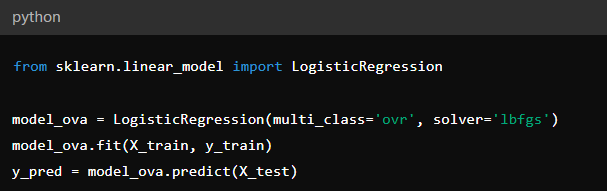 python
from sklearn.linear_model import LogisticRegression
model_ova = LogisticRegression(multi_class='ovr', solver='lbfgs')
model_ova.fit(X_train, y_train)
y_pred = model_ova.predict(X_test)